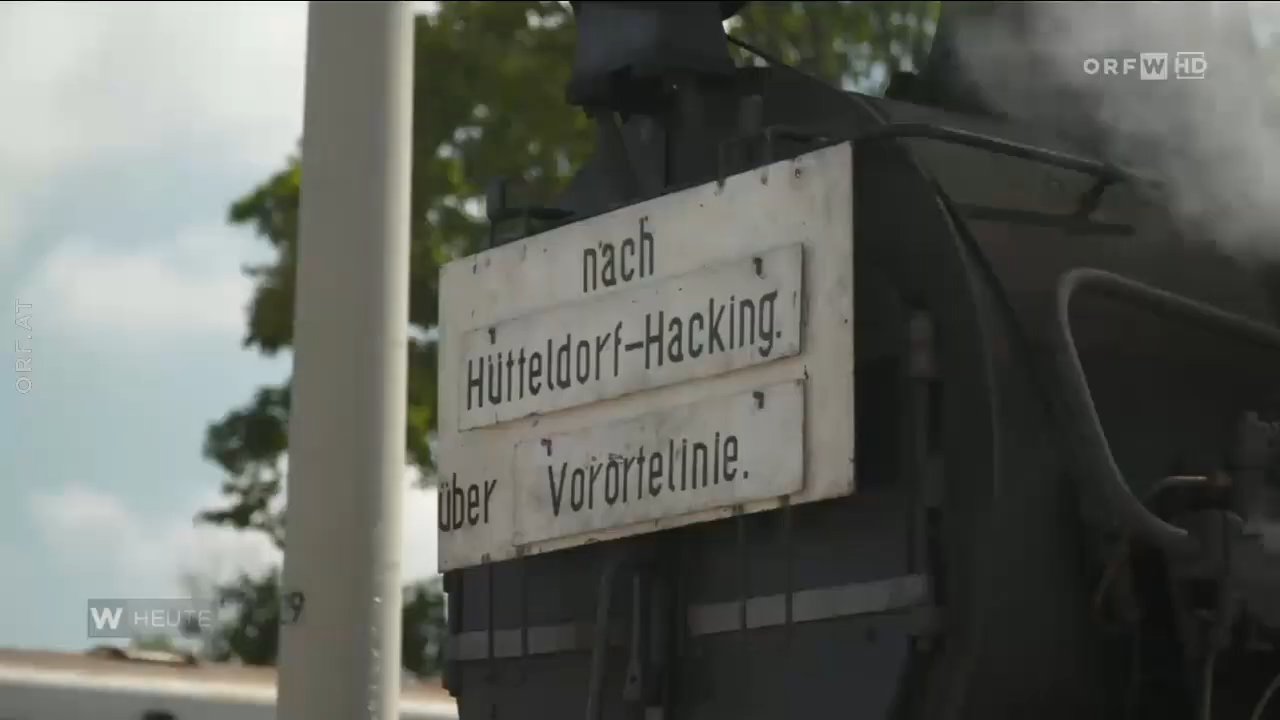 ORF W HD
nach
Hütteldorf-Hacking.
über Vorortelinie.
ORF.AT
W HEUTE
9